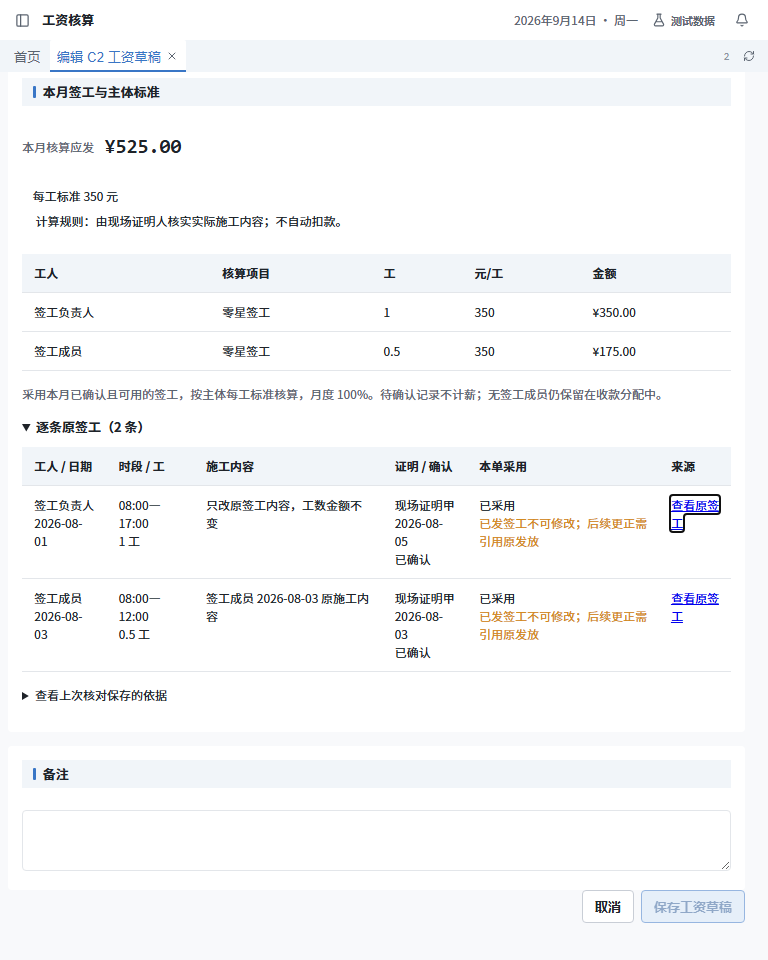 工资核算
2026年9月14日 • 周一 测试数据
首页 编辑 C2 工资草稿 ×
2
本月签工与主体标准
本月核算应发 ¥525.00
每工标准 350 元
计算规则：由现场证明人核实实际施工内容；不自动扣款。
工人 核算项目 工 元/工 金额
签工负责人 零星签工 1 350 ¥350.00
签工成员 零星签工 0.5 350 ¥175.00
采用本月已确认且可用的签工，按主体每工标准核算，月度 100%。待确认记录不计薪；无签工成员仍保留在收款分配中。
▼ 逐条原签工（2 条）
工人 / 日期 时段 / 工 施工内容 证明 / 确认 本单采用 来源
签工负责人 08:00— 只改原签工内容，工数金额不 现场证明甲 已采用 查看原签
2026-08- 17:00 变 2026-08- 已发签工不可修改；后续更正需 工
01 1 工 05 引用原发放
已确认
签工成员 08:00— 签工成员 2026-08-03 原施工内 现场证明甲 已采用 查看原签
2026-08- 12:00 容 2026-08- 已发签工不可修改；后续更正需 工
03 0.5 工 03 引用原发放
已确认
▶ 查看上次核对保存的依据
备注
取消 保存工资草稿